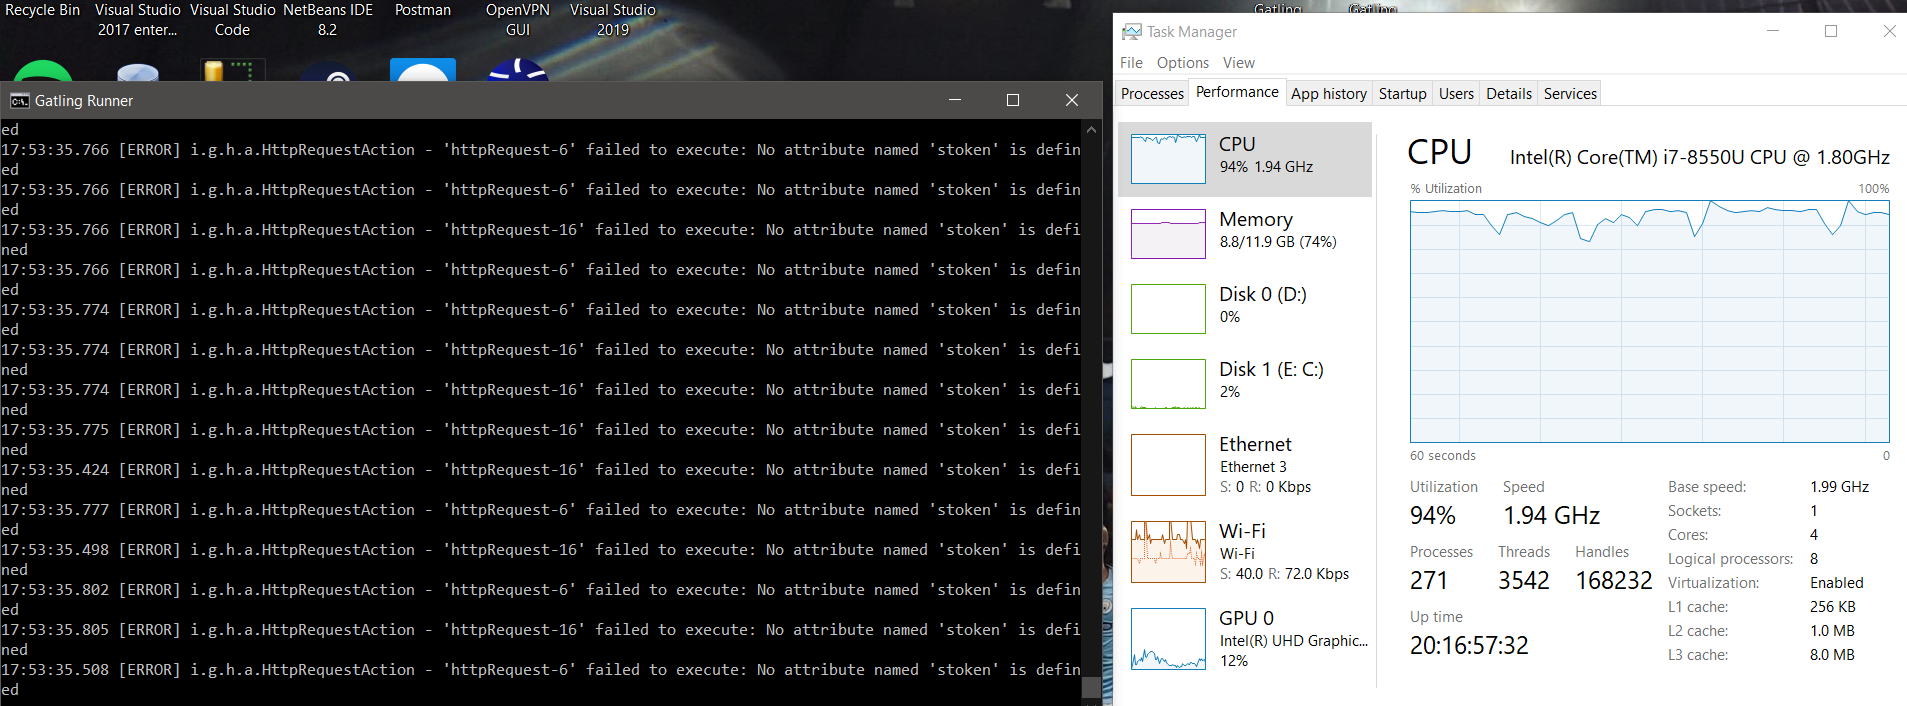 Recycle Bin
Visual Studio
2017 enter...
Visual Studio
Code
NetBeans IDE
8.2
Postman
OpenVPN
GUI
Visual Studio
2019
Gatling
Gatling
Gatling Runner
ed
17:53:35.766 [ERROR] i.g.h.a.HttpRequestAction - 'httpRequest-6' failed to execute: No attribute named 'stoken' is defin
ed
17:53:35.766 [ERROR] i.g.h.a.HttpRequestAction - 'httpRequest-6' failed to execute: No attribute named 'stoken' is defin
ed
17:53:35.766 [ERROR] i.g.h.a.HttpRequestAction - 'httpRequest-16' failed to execute: No attribute named 'stoken' is defi
ned
17:53:35.766 [ERROR] i.g.h.a.HttpRequestAction - 'httpRequest-6' failed to execute: No attribute named 'stoken' is defin
ed
17:53:35.774 [ERROR] i.g.h.a.HttpRequestAction - 'httpRequest-6' failed to execute: No attribute named 'stoken' is defin
ed
17:53:35.774 [ERROR] i.g.h.a.HttpRequestAction - 'httpRequest-16' failed to execute: No attribute named 'stoken' is defi
ned
17:53:35.774 [ERROR] i.g.h.a.HttpRequestAction - 'httpRequest-16' failed to execute: No attribute named 'stoken' is defi
ned
17:53:35.775 [ERROR] i.g.h.a.HttpRequestAction - 'httpRequest-16' failed to execute: No attribute named 'stoken' is defi
ned
17:53:35.424 [ERROR] i.g.h.a.HttpRequestAction - 'httpRequest-16' failed to execute: No attribute named 'stoken' is defi
ned
17:53:35.777 [ERROR] i.g.h.a.HttpRequestAction - 'httpRequest-6' failed to execute: No attribute named 'stoken' is defin
ed
17:53:35.498 [ERROR] i.g.h.a.HttpRequestAction - 'httpRequest-16' failed to execute: No attribute named 'stoken' is defi
ned
17:53:35.802 [ERROR] i.g.h.a.HttpRequestAction - 'httpRequest-6' failed to execute: No attribute named 'stoken' is defin
ed
17:53:35.805 [ERROR] i.g.h.a.HttpRequestAction - 'httpRequest-16' failed to execute: No attribute named 'stoken' is defi
ned
17:53:35.508 [ERROR] i.g.h.a.HttpRequestAction - 'httpRequest-6' failed to execute: No attribute named 'stoken' is defin
ed
Task Manager
File Options View
Processes Performance App history Startup Users Details Services
CPU
94% 1.94 GHz
Memory
8.8/11.9 GB (74%)
Disk 0 (D:)
0%
Disk 1 (E: C:)
2%
Ethernet
Ethernet 3
S: 0 R: 0 Kbps
Wi-Fi
Wi-Fi
S: 40.0 R: 72.0 Kbps
GPU 0
Intel(R) UHD Graphic...
12%
CPU Intel(R) Core(TM) i7-8550U CPU @ 1.80GHz
% Utilization 100%
60 seconds 0
Utilization Speed
94% 1.94 GHz
Processes Threads Handles
271 3542 168232
Up time
20:16:57:32
Base speed: 1.99 GHz
Sockets: 1
Cores: 4
Logical processors: 8
Virtualization: Enabled
L1 cache: 256 KB
L2 cache: 1.0 MB
L3 cache: 8.0 MB